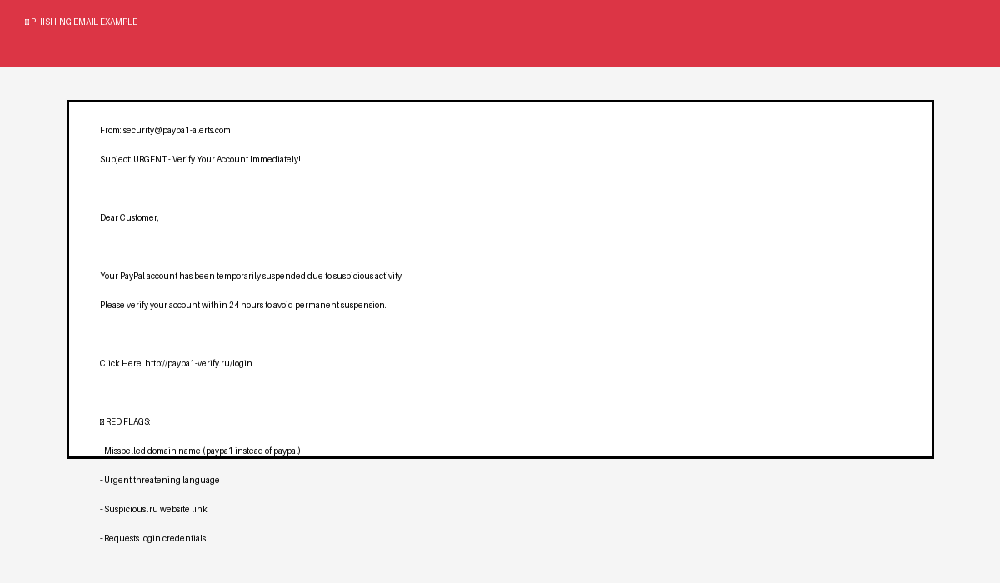 PHISHING EMAIL EXAMPLE
From: security@paypa1-alerts.com
Subject: URGENT - Verify Your Account Immediately!
Dear Customer,
Your PayPal account has been temporarily suspended due to suspicious activity.
Please verify your account within 24 hours to avoid permanent suspension.
Click Here: http://paypa1-verify.ru/login
RED FLAGS:
- Misspelled domain name (paypa1 instead of paypal)
- Urgent threatening language
- Suspicious .ru website link
- Requests login credentials